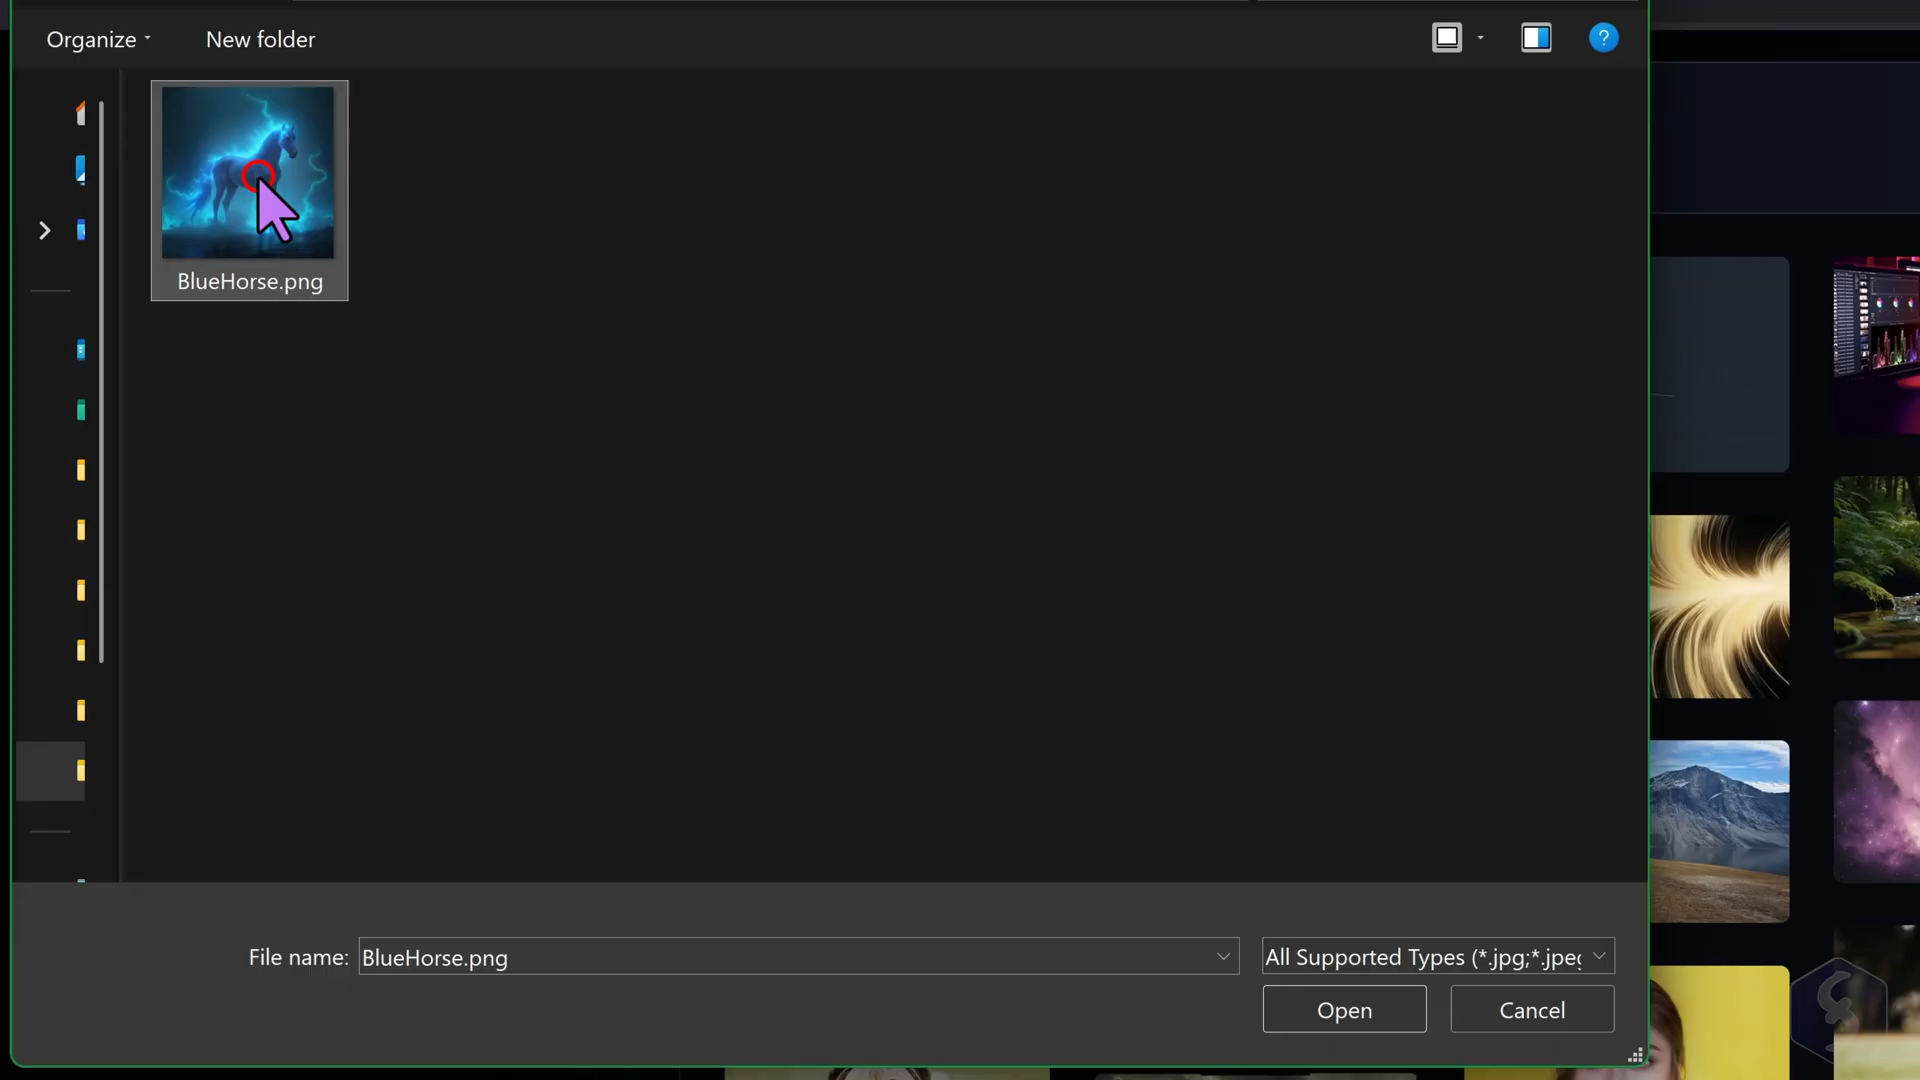 Organize
New folder
?
BlueHorse.png
File name:
BlueHorse.png
All Supported Types (*.jpg;*.jpeg
Open
Cancel